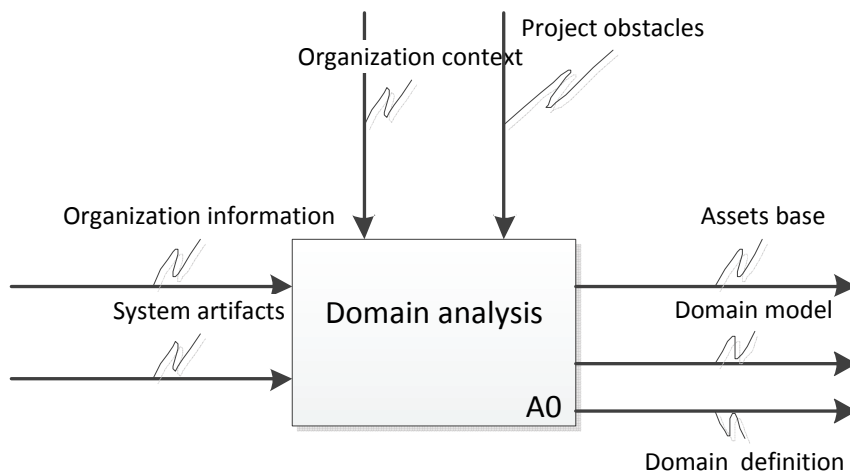 Project obstacles
Organization context
Organization information
Assets base
System artifacts
Domain analysis
Domain model
A0
Domain definition